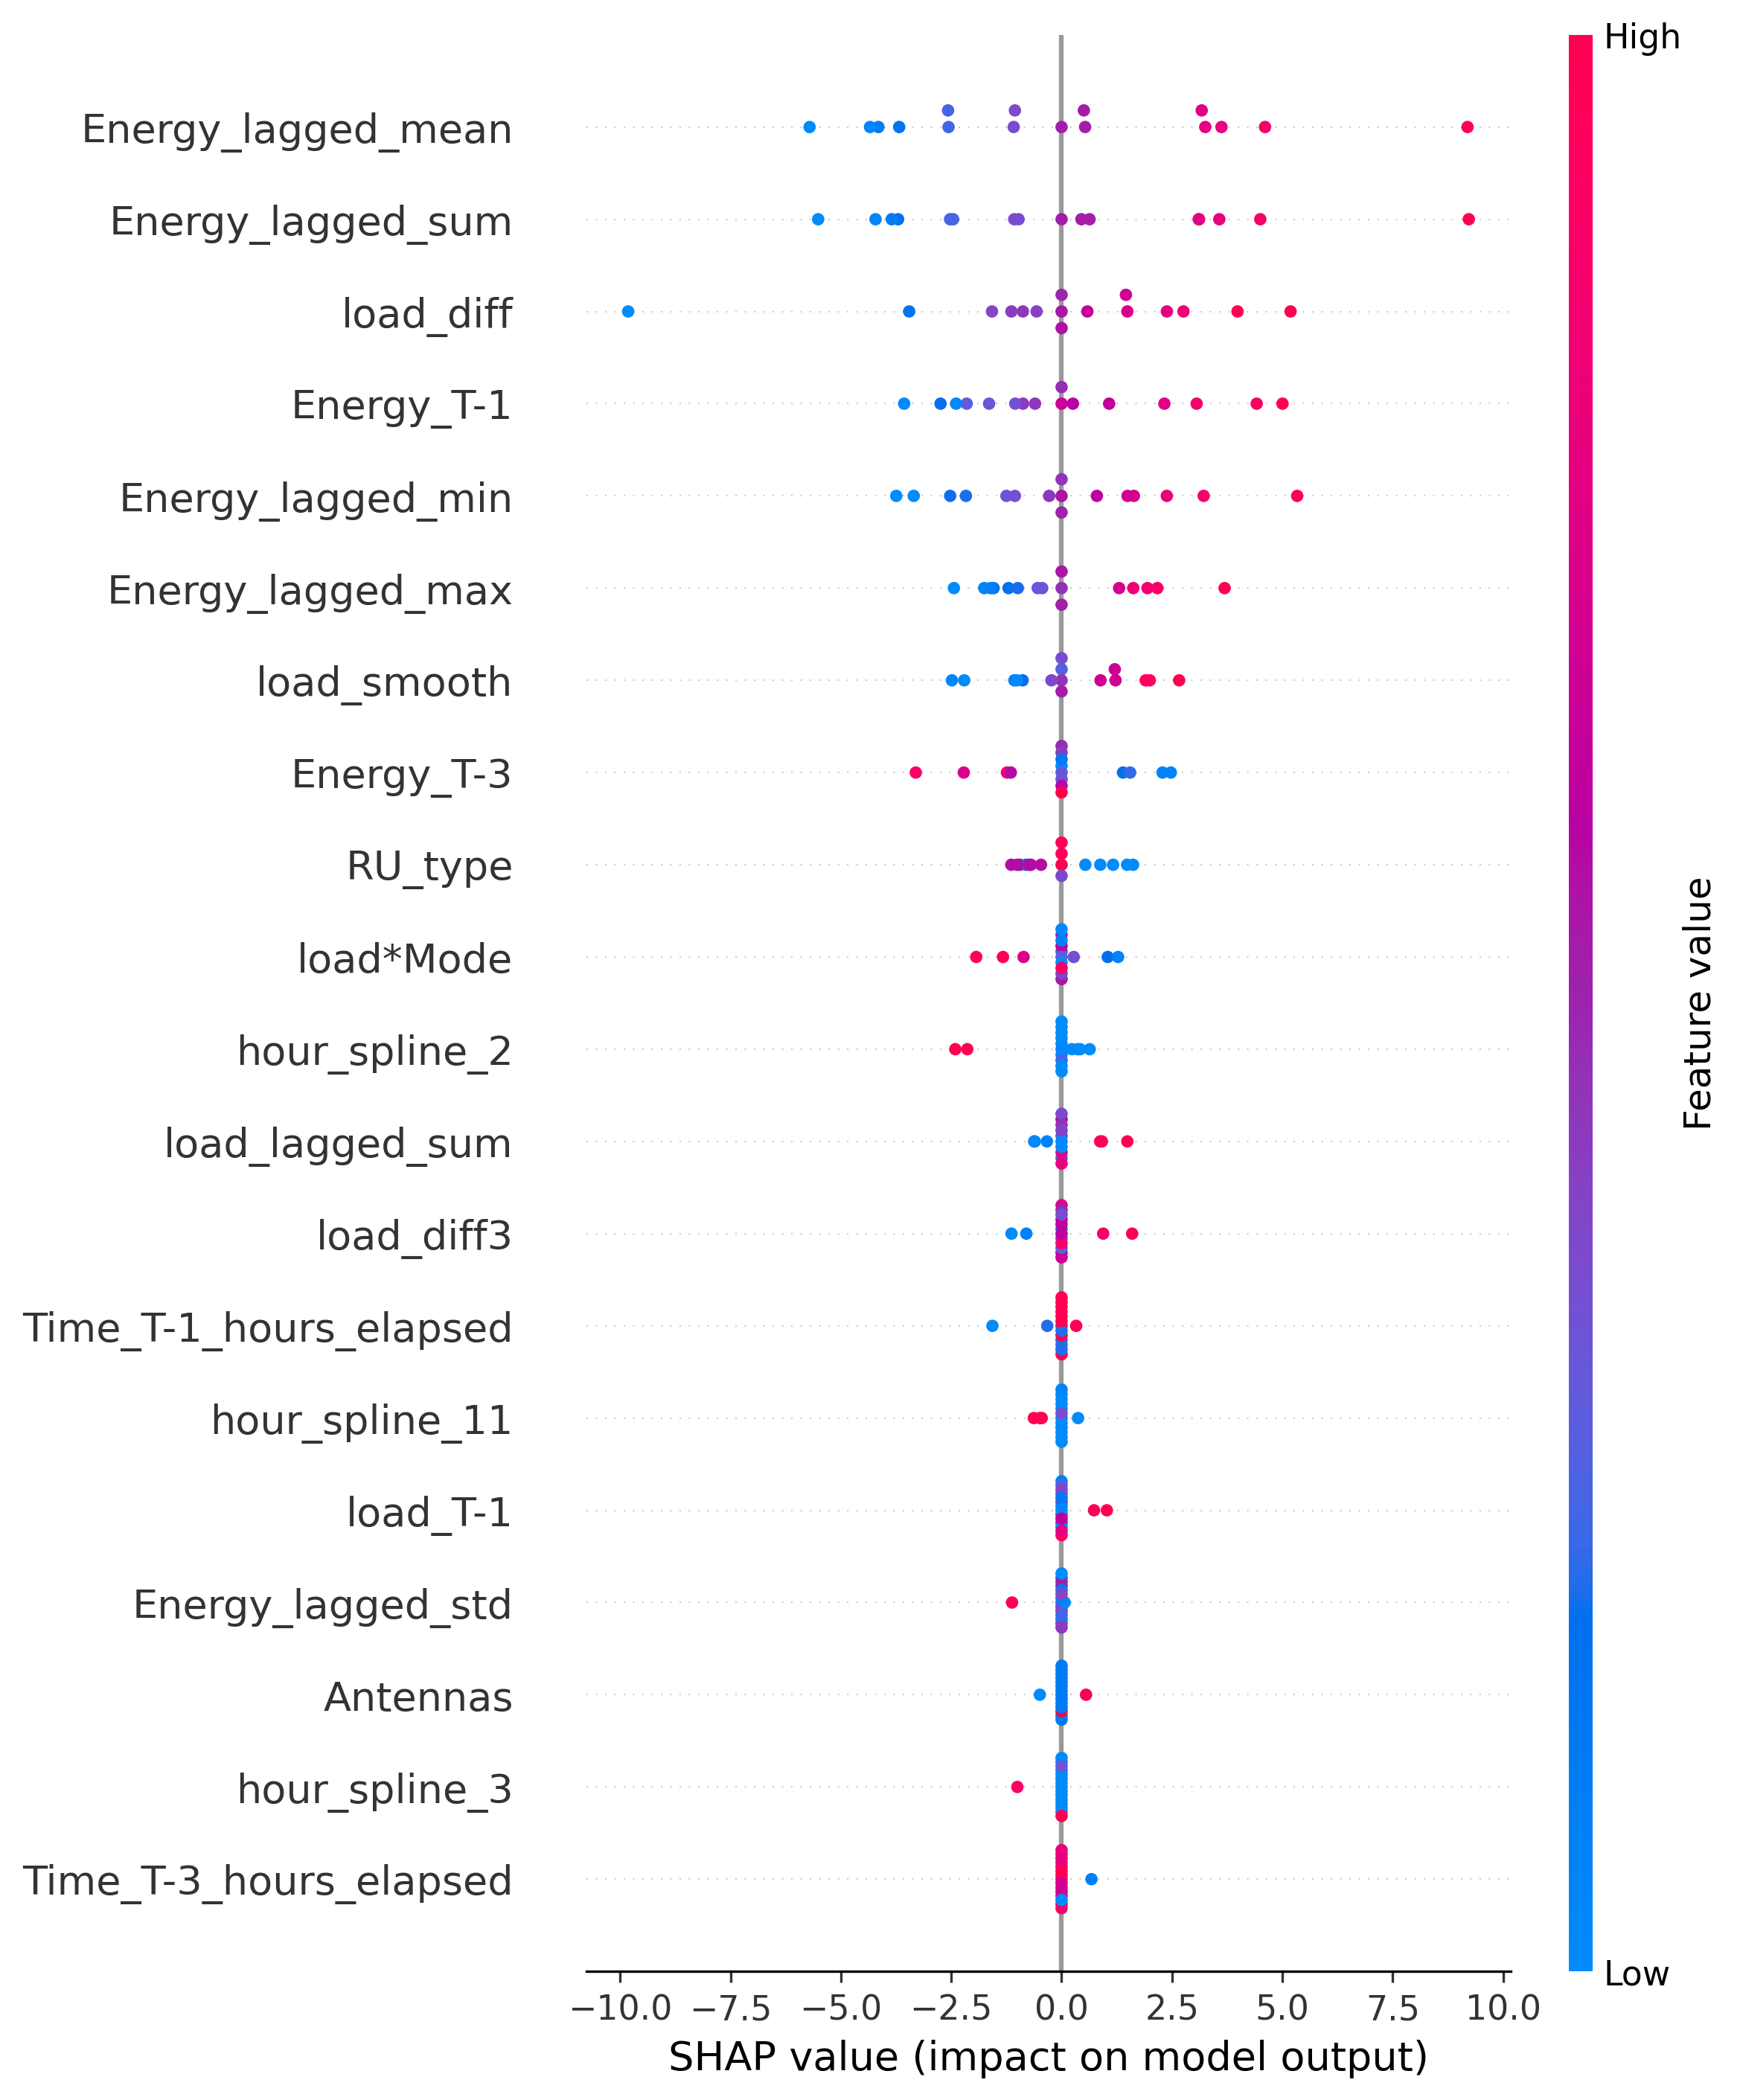 High
Energy_lagged_mean
Energy_lagged_sum
load_diff
Energy_T-1
Energy_lagged_min
Energy_lagged_max
load_smooth
Energy_T-3
RU_type
load*Mode
hour_spline_2
load_lagged_sum
load_diff3
Time_T-1_hours_elapsed
hour_spline_11
load_T-1
Energy_lagged_std
Antennas
hour_spline_3
Time_T-3_hours_elapsed
Feature value
Low
−10.0 −7.5 −5.0 −2.5 0.0 2.5 5.0 7.5 10.0
SHAP value (impact on model output)